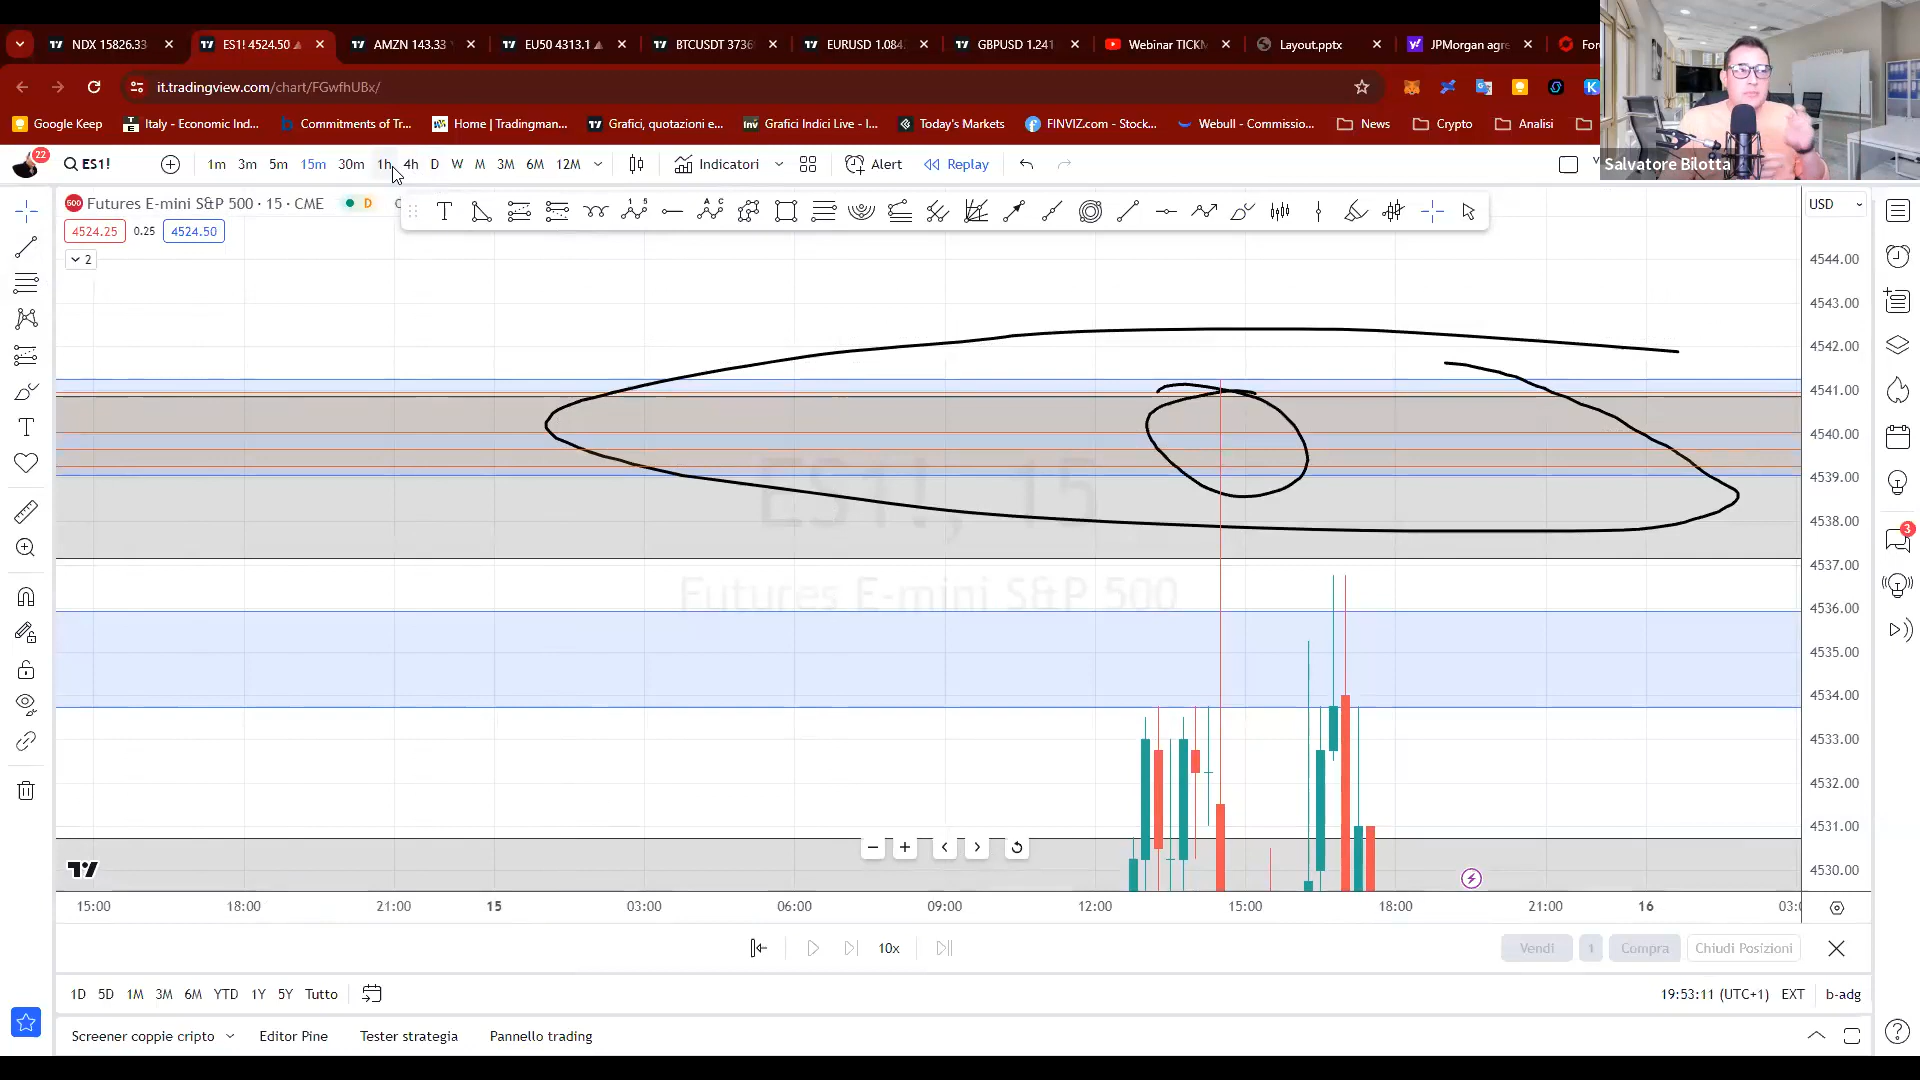 NDX 15826.33
ES1! 4524.50
AMZN 143.33
EU50 4313.1
BTCUSDT 3736
EURUSD 1.084
GBPUSD 1.241
Webinar TICKM
Layout.pptx
JPMorgan agre
For
it.tradingview.com/chart/FGwfhUBx/
Google Keep
Italy - Economic Ind...
Commitments of Tr...
Home | Tradingman...
Grafici, quotazioni e...
Grafici Indici Live - I...
Today's Markets
FINVIZ.com - Stock...
Webull - Commissio...
News
Crypto
Analisi
Salvatore Bilotta
22
ES1!
1m 3m 5m 15m 30m 1h 4h D W M 3M 6M 12M
Indicatori
Alert
Replay
Futures E-mini S&P 500 · 15 · CME
D
4524.25 0.25 4524.50
2
USD
4544.00
4543.00
4542.00
4541.00
4540.00
4539.00
4538.00
4537.00
4536.00
4535.00
4534.00
4533.00
4532.00
4531.00
4530.00
ES1!, 15
Futures E-mini S&P 500
3
15:00 18:00 21:00 15 03:00 06:00 09:00 12:00 15:00 18:00 21:00 16 03:0
10x
Vendi 1 Compra Chiudi Posizioni
1D 5D 1M 3M 6M YTD 1Y 5Y Tutto
19:53:11 (UTC+1) EXT b-adg
Screener coppie cripto Editor Pine Tester strategia Pannello trading